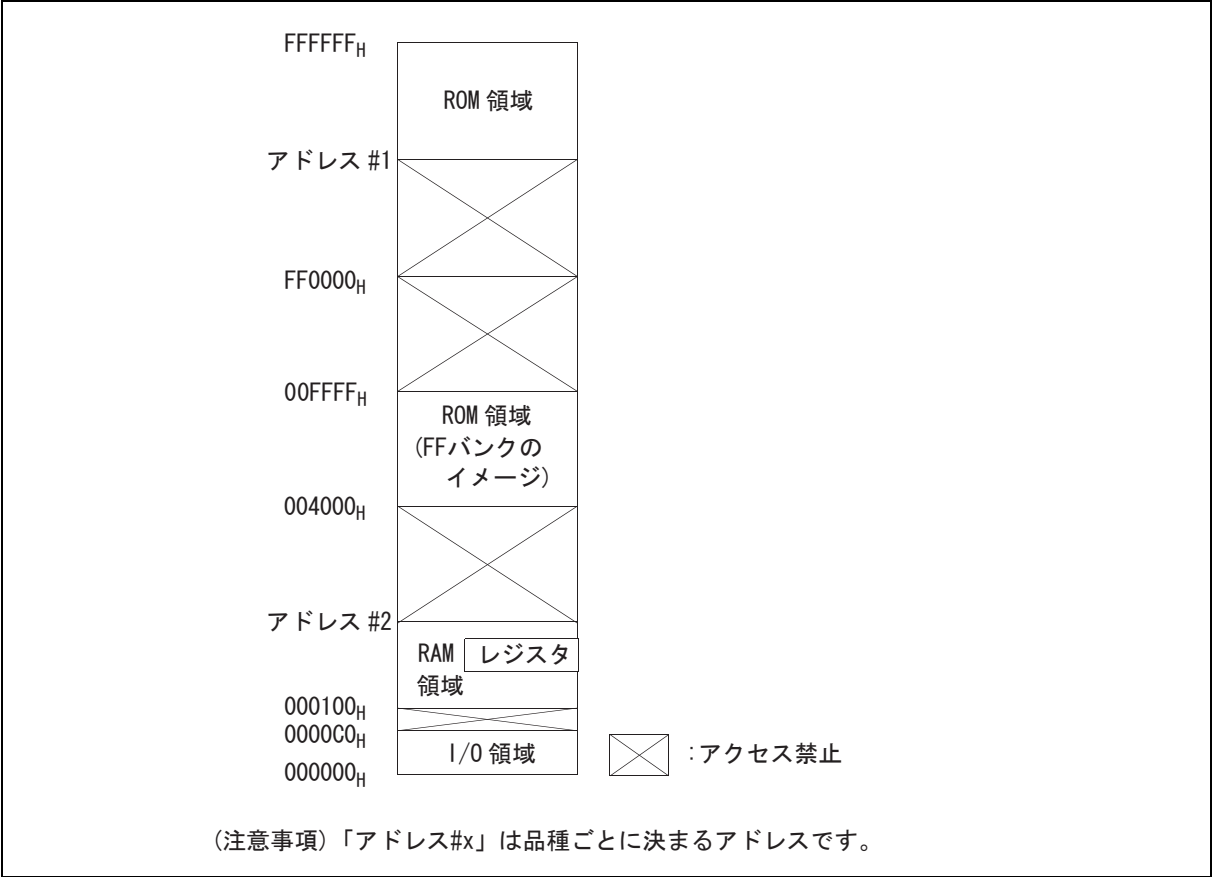 FFFFFFH
ROM 領域
アドレス #1
FF0000H
00FFFFH
ROM 領域
(FFバンクの
イメージ)
004000H
アドレス #2
RAM レジスタ
領域
000100H
0000C0H
I/O 領域
:アクセス禁止
000000H
(注意事項)「アドレス#x」は品種ごとに決まるアドレスです。